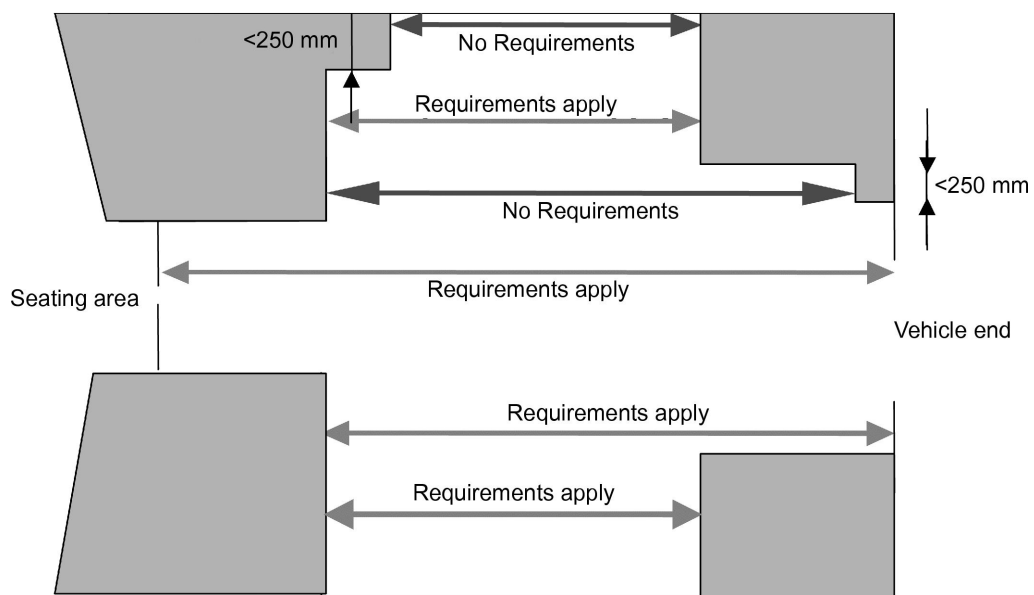 <250 mm
No Requirements
Requirements apply
<250 mm
No Requirements
Requirements apply
Seating area
Vehicle end
Requirements apply
Requirements apply